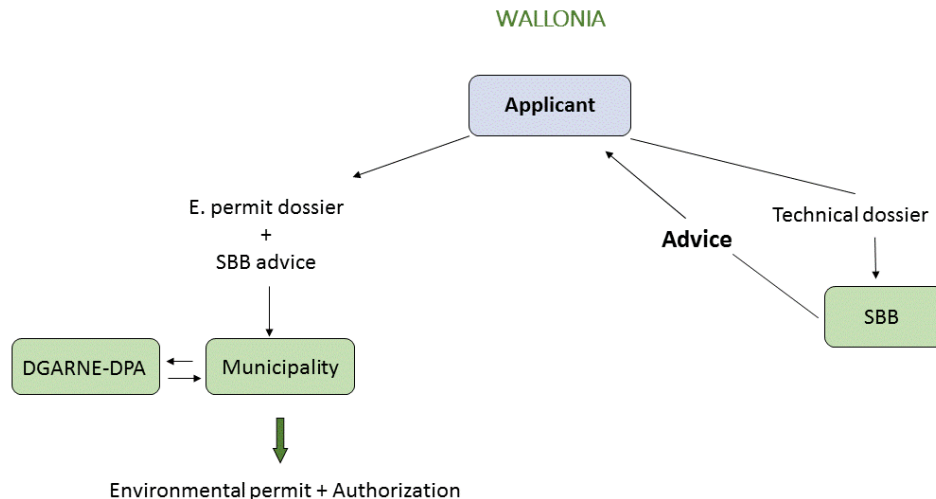 WALLONIA
Applicant
E. permit dossier
+
SBB advice
Technical dossier
Advice
SBB
DGARNE-DPA
Municipality
Environmental permit + Authorization